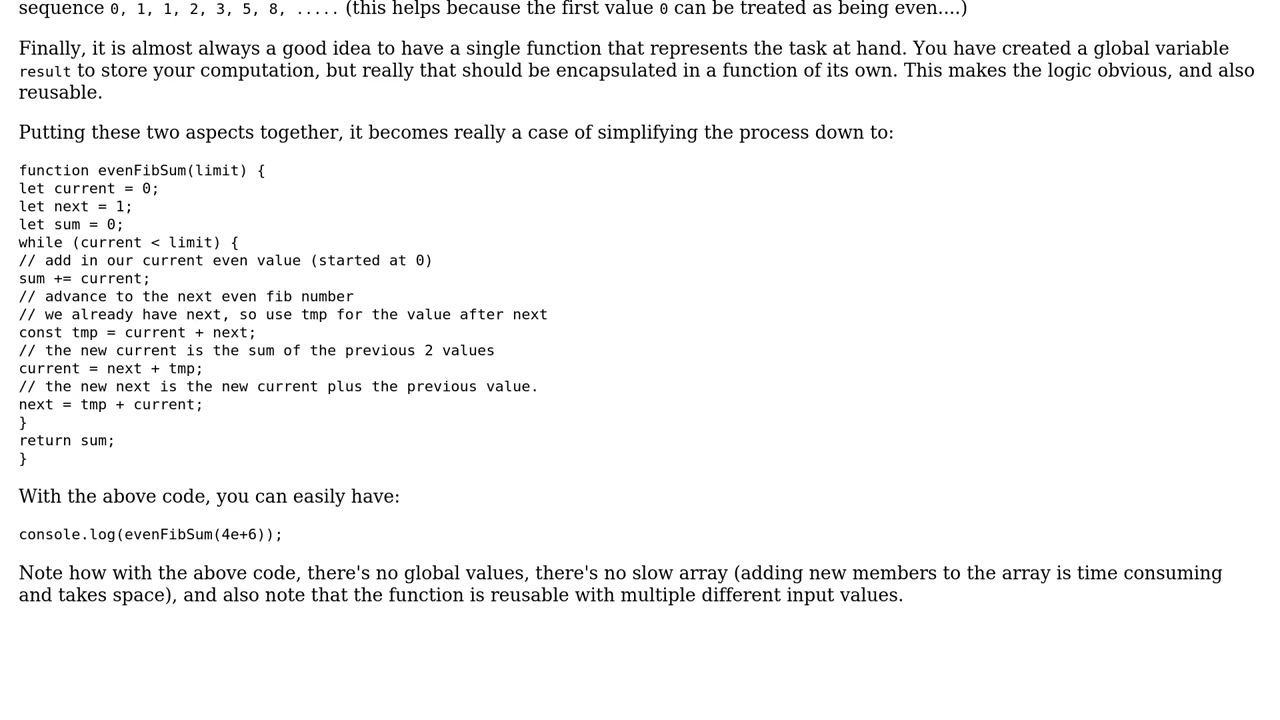 sequence 0, 1, 1, 2, 3, 5, 8, ..... (this helps because the first value 0 can be treated as being even....)
Finally, it is almost always a good idea to have a single function that represents the task at hand. You have created a global variable
result to store your computation, but really that should be encapsulated in a function of its own. This makes the logic obvious, and also
reusable.
Putting these two aspects together, it becomes really a case of simplifying the process down to:
function evenFibSum(limit) {
let current = 0;
let next = 1;
let sum = 0;
while (current < limit) {
// add in our current even value (started at 0)
sum += current;
// advance to the next even fib number
// we already have next, so use tmp for the value after next
const tmp = current + next;
// the new current is the sum of the previous 2 values
current = next + tmp;
// the new next is the new current plus the previous value.
next = tmp + current;
}
return sum;
}
With the above code, you can easily have:
console.log(evenFibSum(4e+6));
Note how with the above code, there's no global values, there's no slow array (adding new members to the array is time consuming
and takes space), and also note that the function is reusable with multiple different input values.